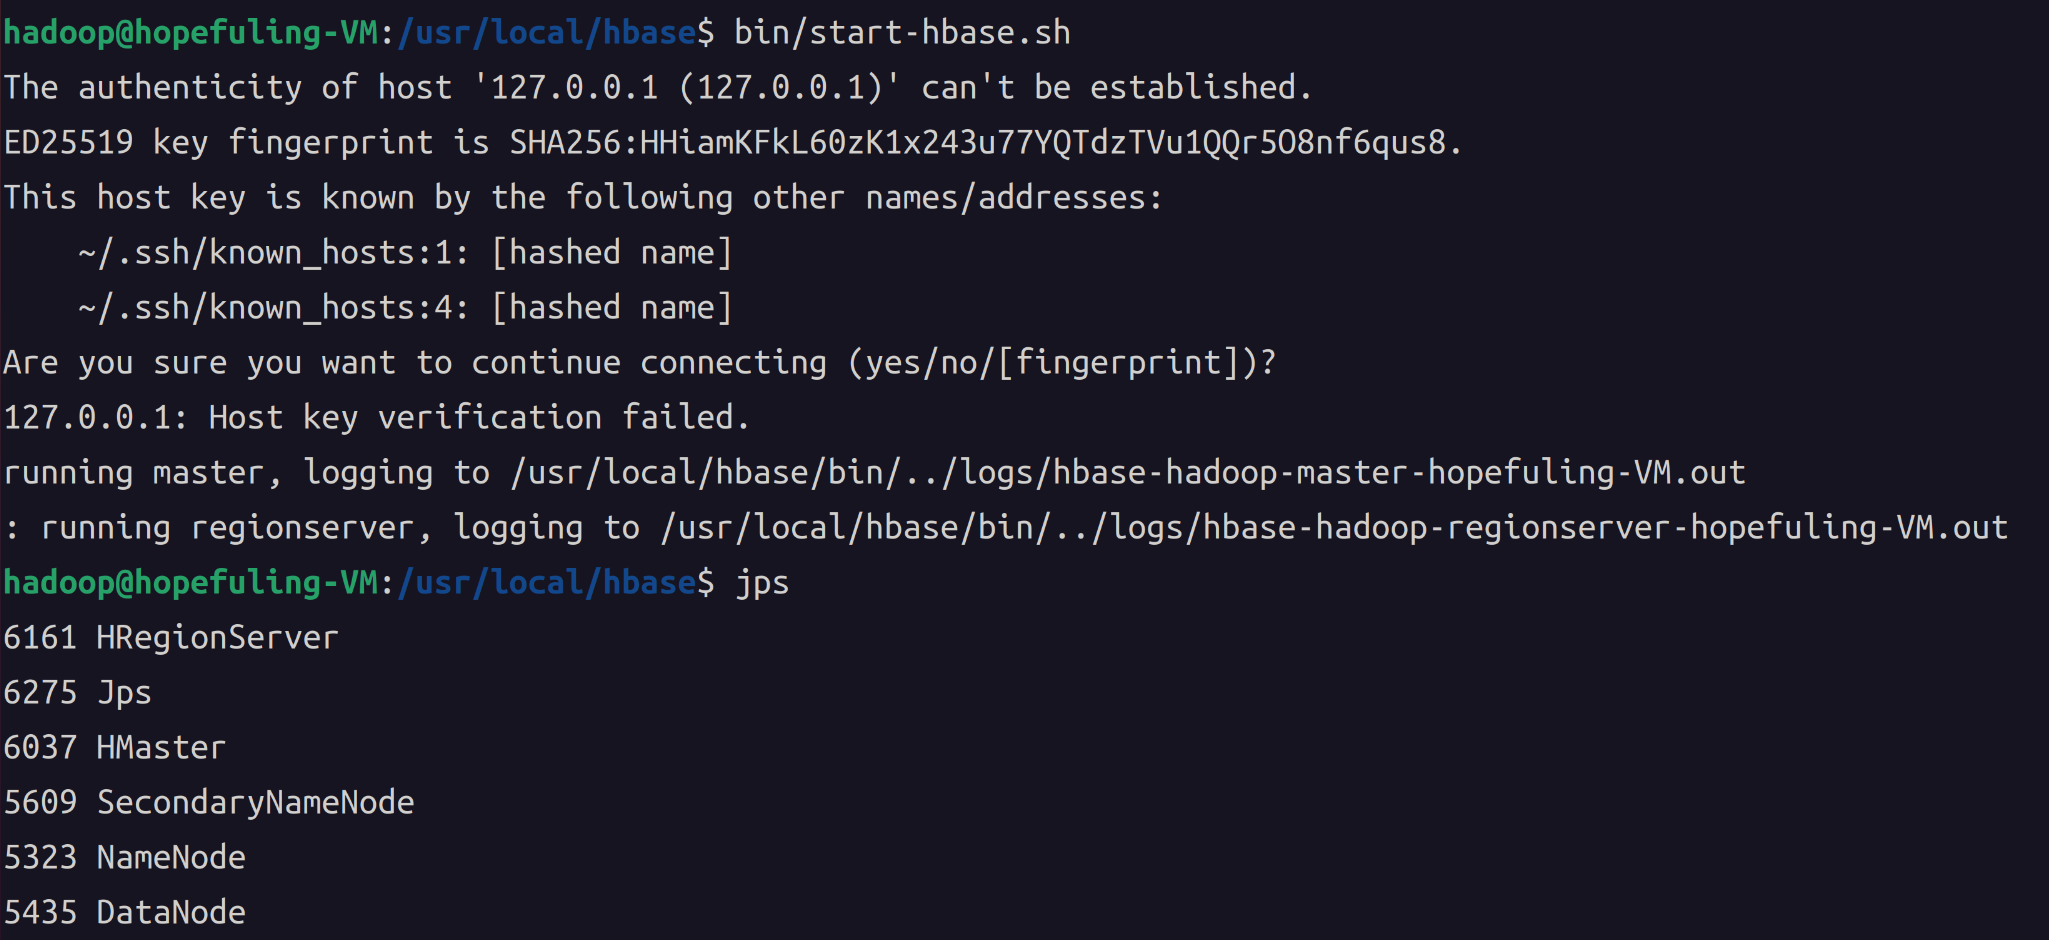 hadoop@hopefuling-VM:/usr/local/hbase$ bin/start-hbase.sh
The authenticity of host '127.0.0.1 (127.0.0.1)' can't be established.
ED25519 key fingerprint is SHA256:HHiamKFkL60zK1x243u77YQTdzTVu1QQr5O8nf6qus8.
This host key is known by the following other names/addresses:
    ~/.ssh/known_hosts:1: [hashed name]
    ~/.ssh/known_hosts:4: [hashed name]
Are you sure you want to continue connecting (yes/no/[fingerprint])?
127.0.0.1: Host key verification failed.
running master, logging to /usr/local/hbase/bin/../logs/hbase-hadoop-master-hopefuling-VM.out
: running regionserver, logging to /usr/local/hbase/bin/../logs/hbase-hadoop-regionserver-hopefuling-VM.out
hadoop@hopefuling-VM:/usr/local/hbase$ jps
6161 HRegionServer
6275 Jps
6037 HMaster
5609 SecondaryNameNode
5323 NameNode
5435 DataNode